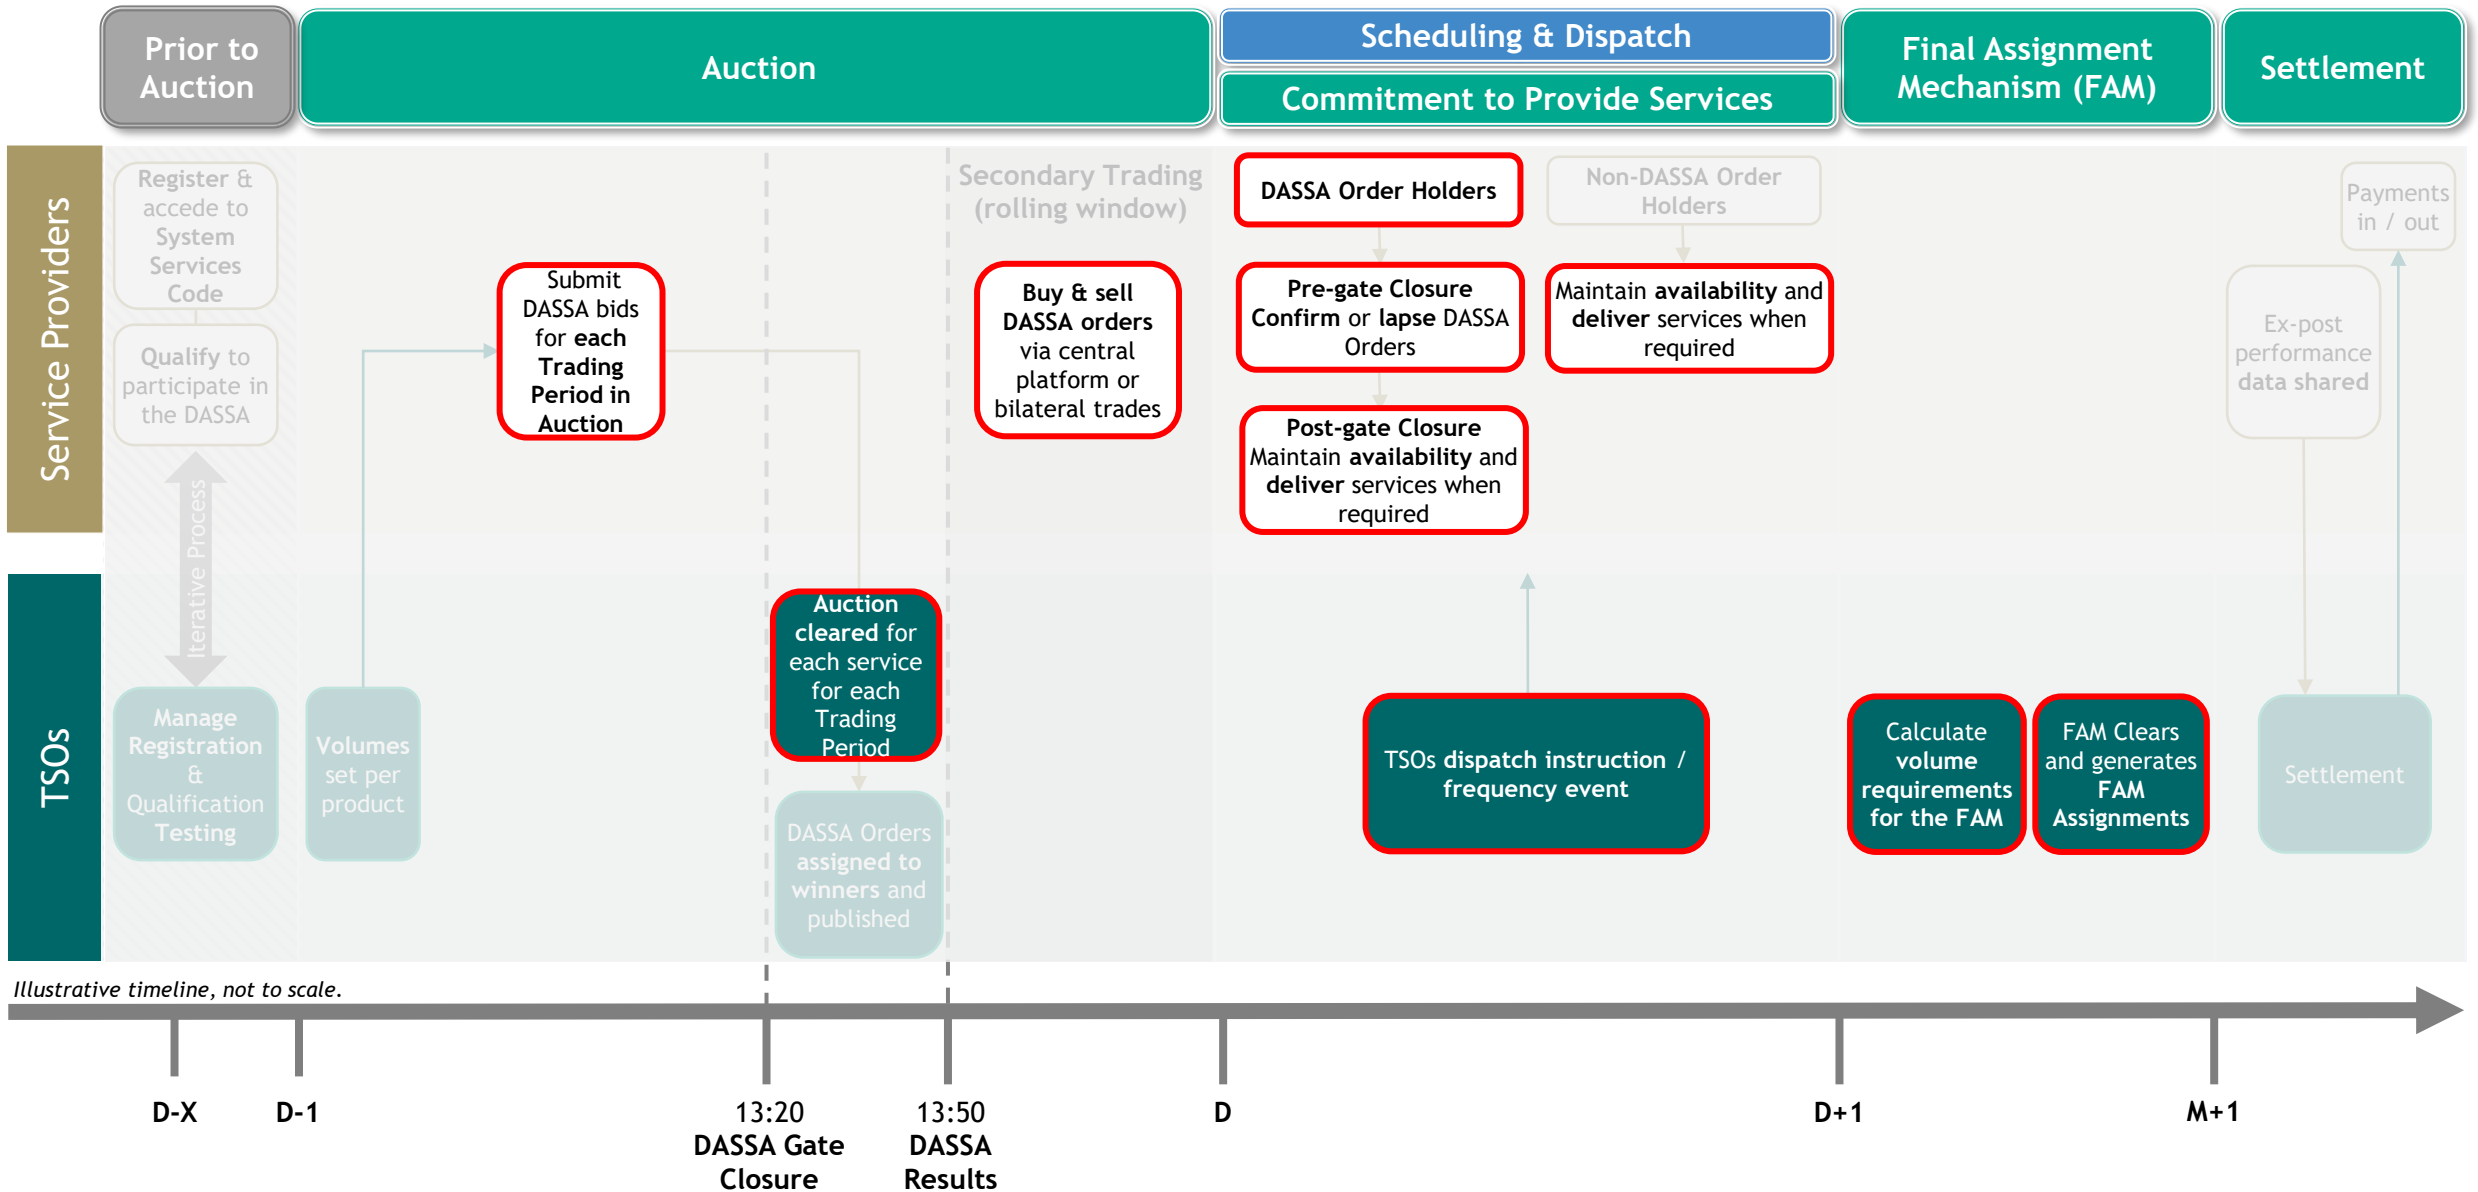 Prior to
Auction
Auction
Scheduling & Dispatch
Commitment to Provide Services
Final Assignment
Mechanism (FAM)
Settlement
Service Providers
Register &
accede to
System
Services
Code
Qualify to
participate in
the DASSA
Iterative Process
Submit
DASSA bids
for each
Trading
Period in
Auction
Secondary Trading
(rolling window)
Buy & sell
DASSA orders
via central
platform or
bilateral trades
DASSA Order Holders
Pre-gate Closure
Confirm or lapse DASSA
Orders
Post-gate Closure
Maintain availability and
deliver services when
required
Non-DASSA Order
Holders
Maintain availability and
deliver services when
required
Payments
in / out
Ex-post
performance
data shared
TSOs
Manage
Registration
&
Qualification
Testing
Volumes
set per
product
Auction
cleared for
each service
for each
Trading
Period
DASSA Orders
assigned to
winners and
published
TSOs dispatch instruction /
frequency event
Calculate
volume
requirements
for the FAM
FAM Clears
and generates
FAM
Assignments
Settlement
Illustrative timeline, not to scale.
D-X
D-1
13:20
DASSA Gate
Closure
13:50
DASSA
Results
D
D+1
M+1